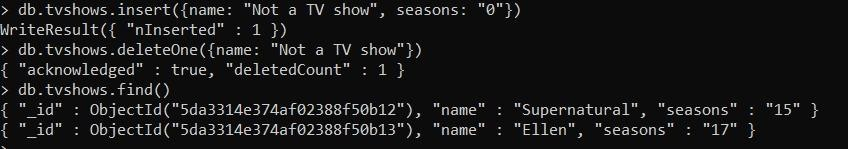 > db.tvshows.insert({name: "Not a TV show", seasons: "0"})
WriteResult({ "nInserted" : 1 })
> db.tvshows.deleteOne({name: "Not a TV show"})
{ "acknowledged" : true, "deletedCount" : 1 }
> db.tvshows.find()
{ "_id" : ObjectId("5da3314e374af02388f50b12"), "name" : "Supernatural", "seasons" : "15" }
{ "_id" : ObjectId("5da3314e374af02388f50b13"), "name" : "Ellen", "seasons" : "17" }
>